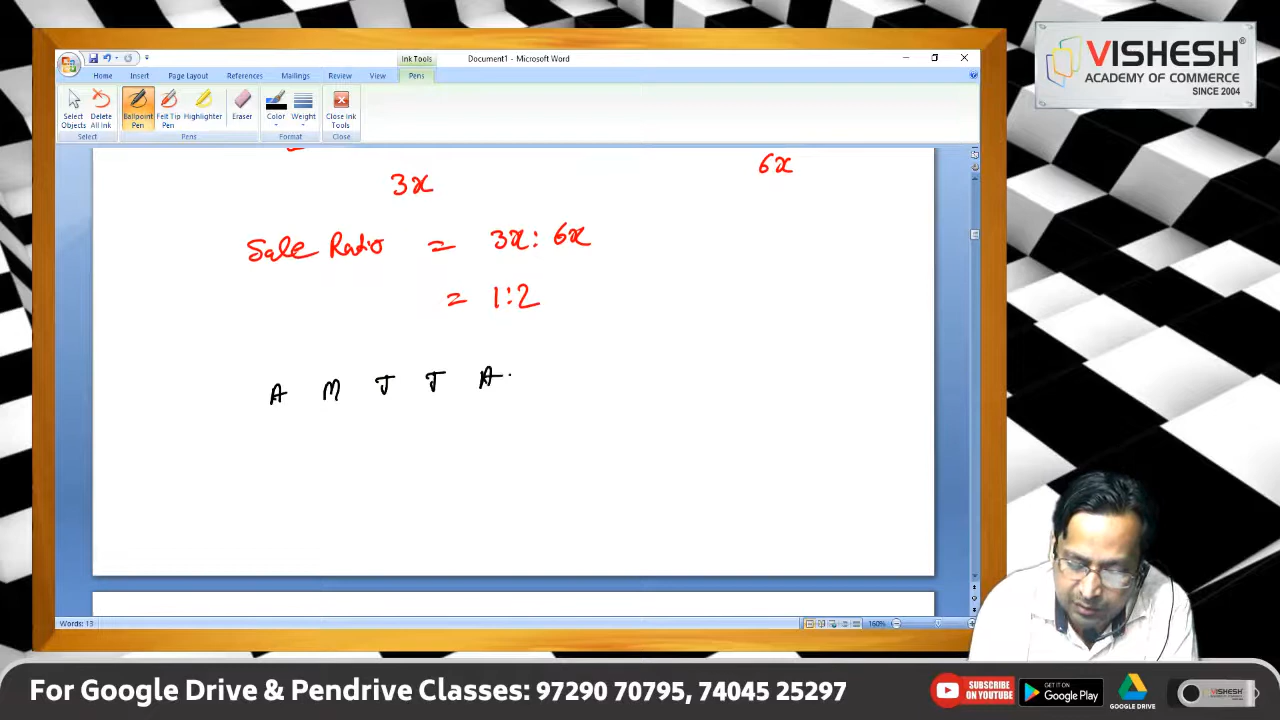 Ink Tools
Document1 - Microsoft Word
Home Insert Page Layout References Mailings Review View Pens
Select Objects Delete All Ink Ballpoint Pen Felt Tip Pen Highlighter Eraser Color Weight Close Ink Tools
Select Pens Format Close
VISHESH®
ACADEMY OF COMMERCE
SINCE 2004
6x
3x
Sale Ratio = 3x : 6x
= 1:2
A M J J A
Words: 13
160%
For Google Drive & Pendrive Classes: 97290 70795, 74045 25297
SUBSCRIBE ON YOUTUBE
GET IT ON Google Play
GOOGLE DRIVE
VISHESH